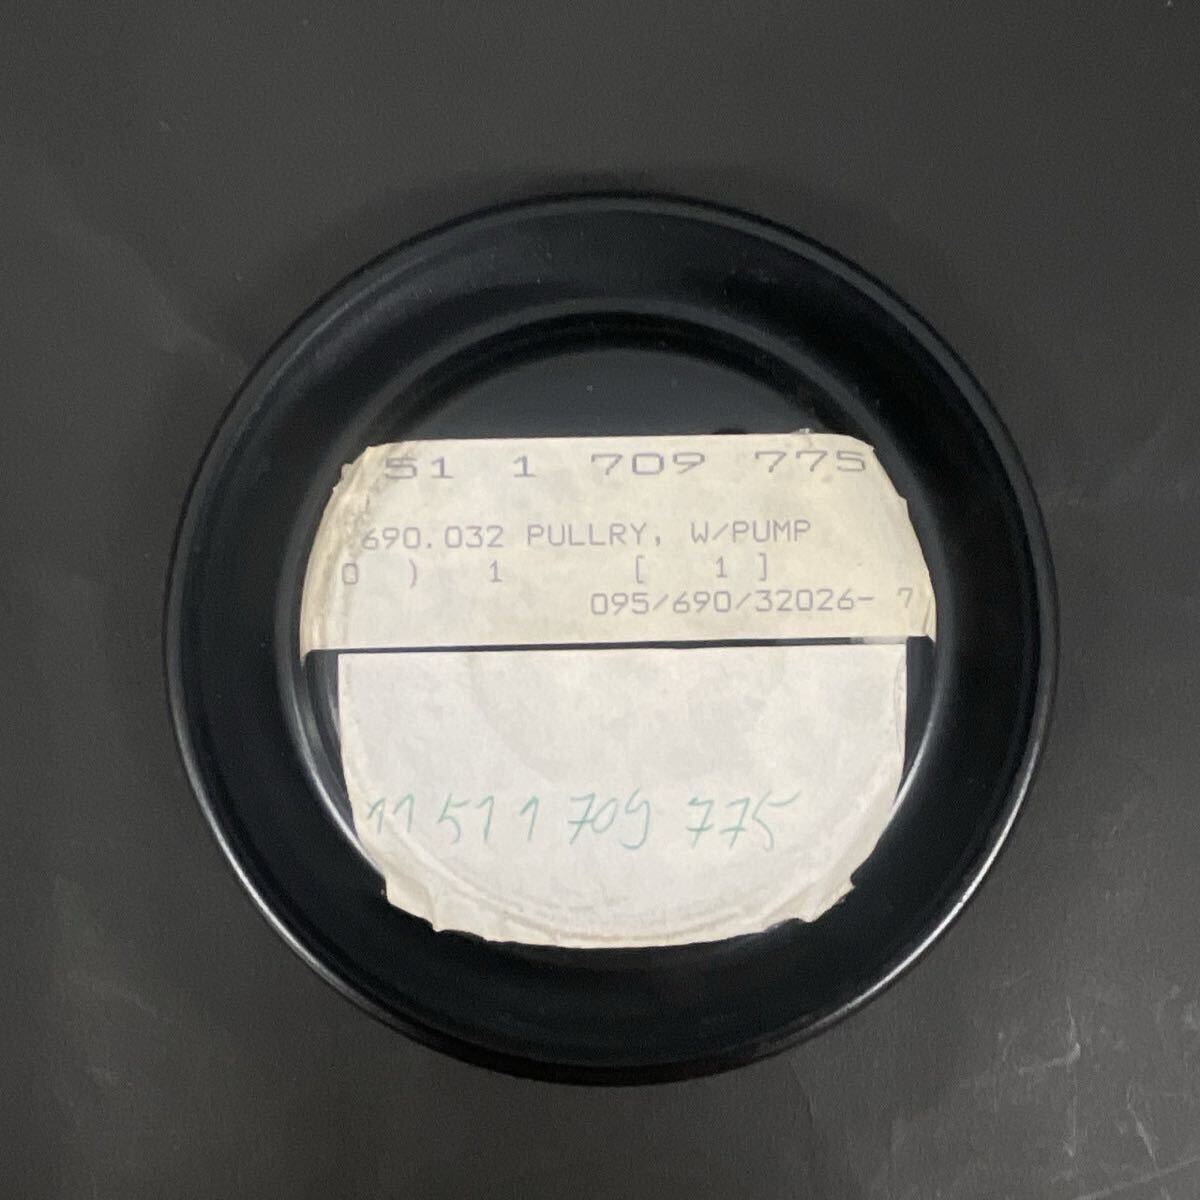 51 1 709 775
690.032 PULLRY, W/PUMP
0 ) 1 [ 1 ]
095/690/32026- 7
11 51 1 709 775